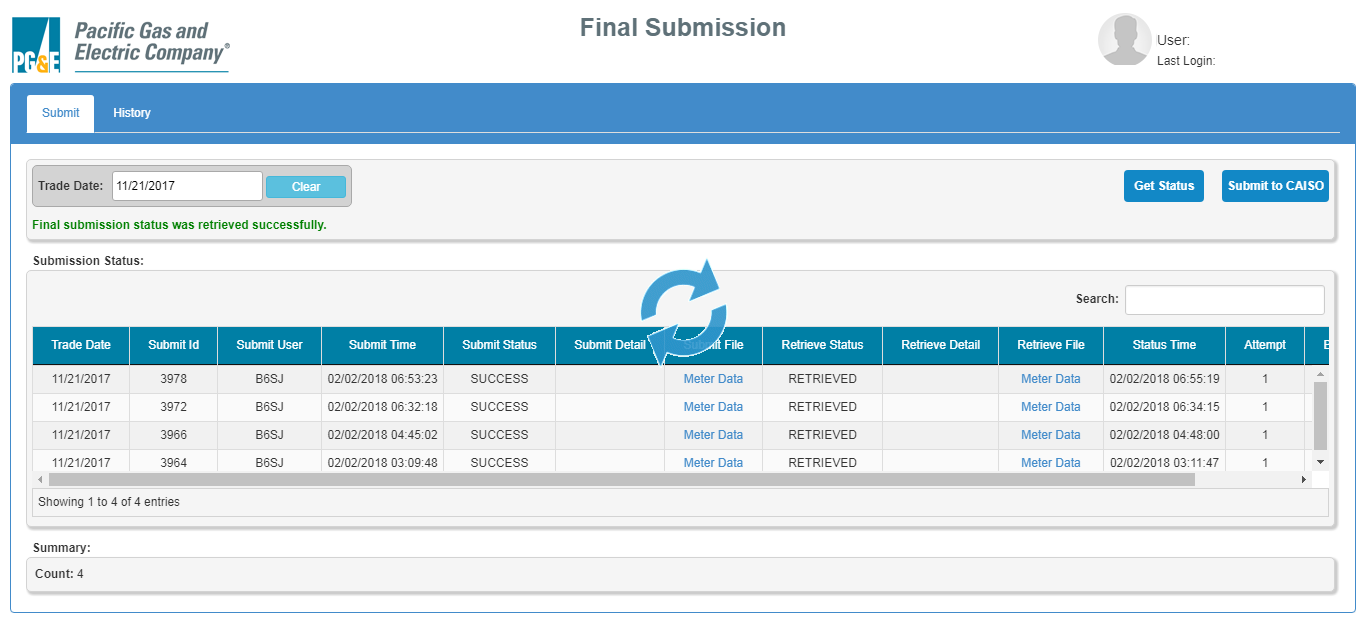 PG&E
Pacific Gas and
Electric Company®
Final Submission
User:
Last Login:
Submit History
Trade Date: 11/21/2017 Clear Get Status Submit to CAISO
Final submission status was retrieved successfully.
Submission Status:
Search:
Trade Date Submit Id Submit User Submit Time Submit Status Submit Detail Submit File Retrieve Status Retrieve Detail Retrieve File Status Time Attempt
11/21/2017 3978 B6SJ 02/02/2018 06:53:23 SUCCESS Meter Data RETRIEVED Meter Data 02/02/2018 06:55:19 1
11/21/2017 3972 B6SJ 02/02/2018 06:32:18 SUCCESS Meter Data RETRIEVED Meter Data 02/02/2018 06:34:15 1
11/21/2017 3966 B6SJ 02/02/2018 04:45:02 SUCCESS Meter Data RETRIEVED Meter Data 02/02/2018 04:48:00 1
11/21/2017 3964 B6SJ 02/02/2018 03:09:48 SUCCESS Meter Data RETRIEVED Meter Data 02/02/2018 03:11:47 1
Showing 1 to 4 of 4 entries
Summary:
Count: 4